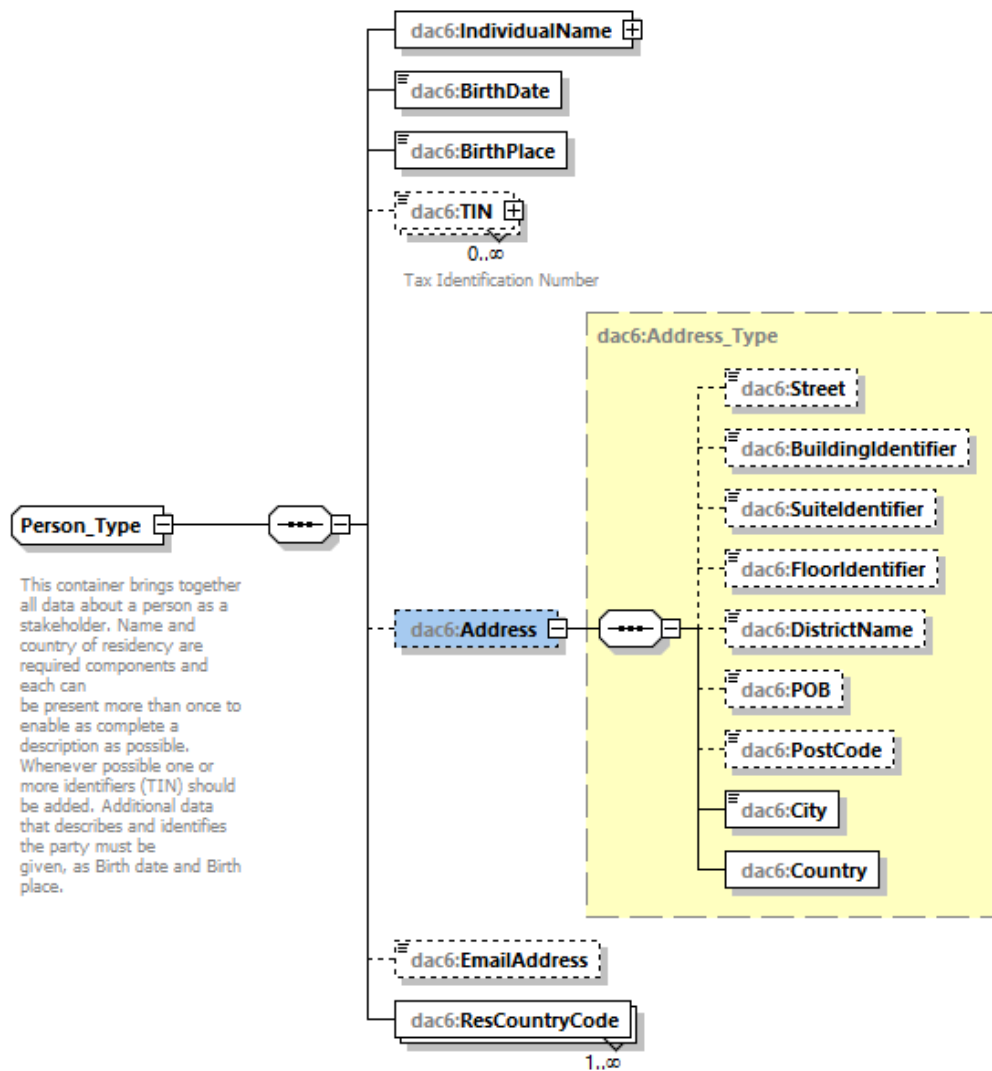 dac6:IndividualName
dac6:BirthDate
dac6:BirthPlace
dac6:TIN
0..∞
Tax Identification Number
dac6:Address_Type
dac6:Street
dac6:BuildingIdentifier
dac6:SuiteIdentifier
Person_Type
dac6:FloorIdentifier
This container brings together
all data about a person as a
stakeholder. Name and
country of residency are
required components and
each can
be present more than once to
enable as complete a
description as possible.
Whenever possible one or
more identifiers (TIN) should
be added. Additional data
that describes and identifies
the party must be
given, as Birth date and Birth
place.
dac6:Address
dac6:DistrictName
dac6:POB
dac6:PostCode
dac6:City
dac6:Country
dac6:EmailAddress
dac6:ResCountryCode
1..∞